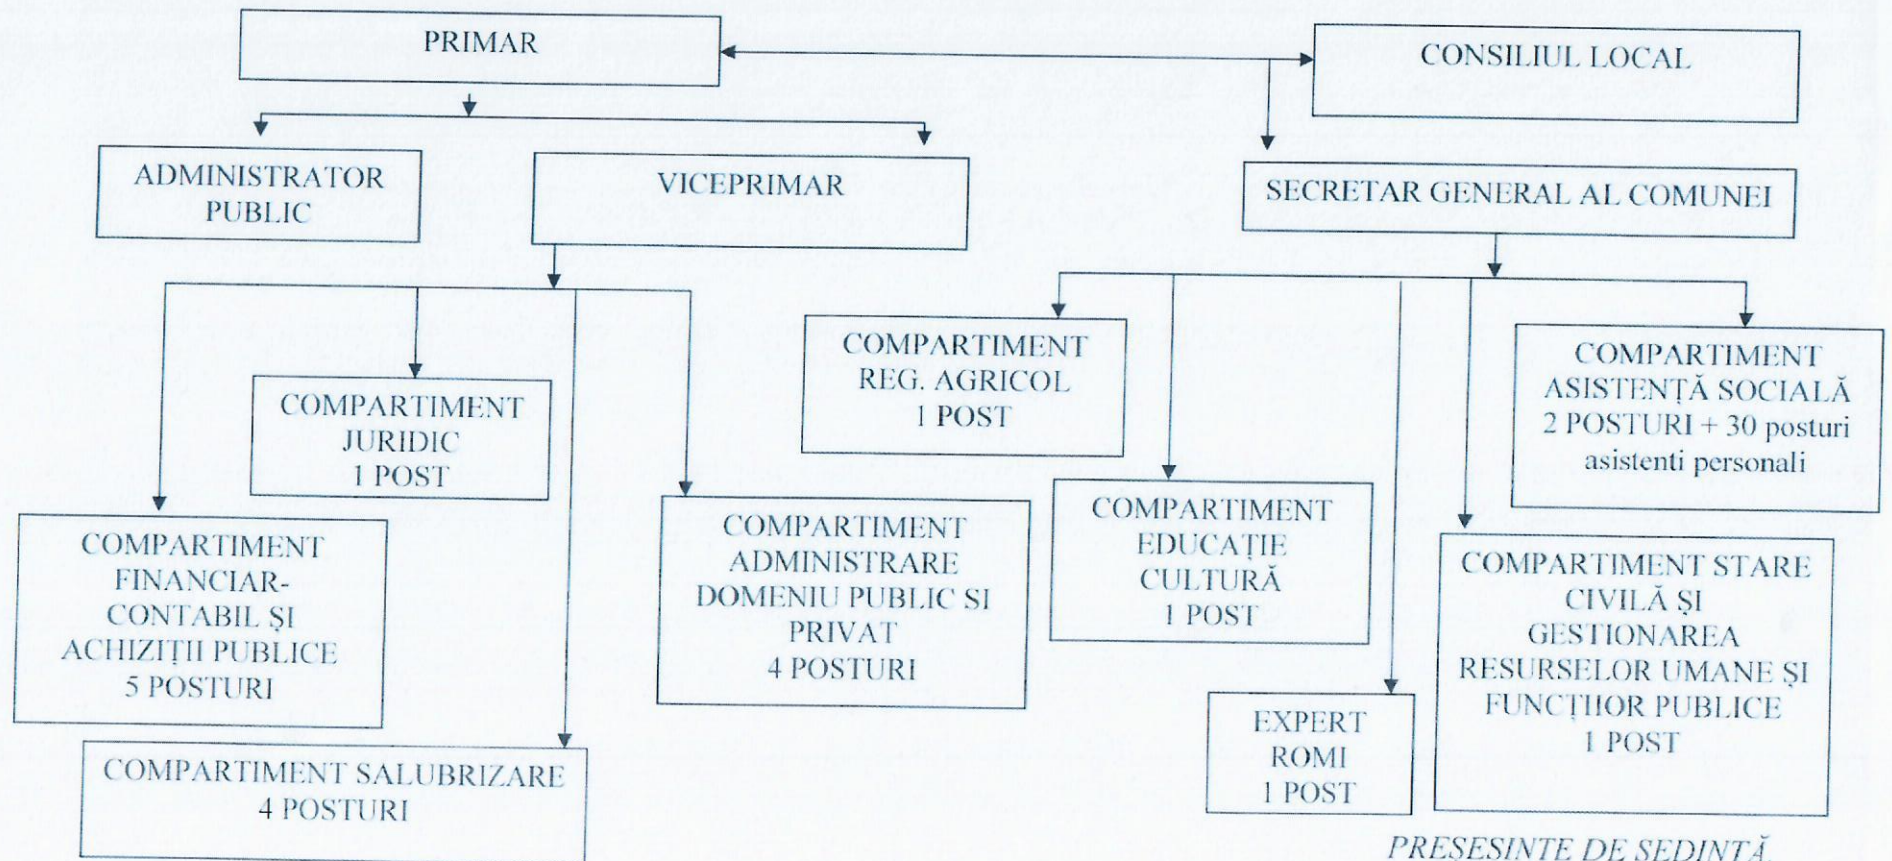 PRIMAR
CONSILIUL LOCAL
ADMINISTRATOR
PUBLIC
VICEPRIMAR
SECRETAR GENERAL AL COMUNEI
COMPARTIMENT
REG. AGRICOL
1 POST
COMPARTIMENT
ASISTENȚĂ SOCIALĂ
2 POSTURI + 30 posturi
asistenti personali
COMPARTIMENT
JURIDIC
1 POST
COMPARTIMENT
FINANCIAR-
CONTABIL ȘI
ACHIZIȚII PUBLICE
5 POSTURI
COMPARTIMENT
ADMINISTRARE
DOMENIU PUBLIC SI
PRIVAT
4 POSTURI
COMPARTIMENT
EDUCAȚIE
CULTURĂ
1 POST
COMPARTIMENT STARE
CIVILĂ ȘI
GESTIONAREA
RESURSELOR UMANE ȘI
FUNCȚIIOR PUBLICE
1 POST
EXPERT
ROMI
1 POST
COMPARTIMENT SALUBRIZARE
4 POSTURI
PREȘESINTE DE ȘEDINȚĂ